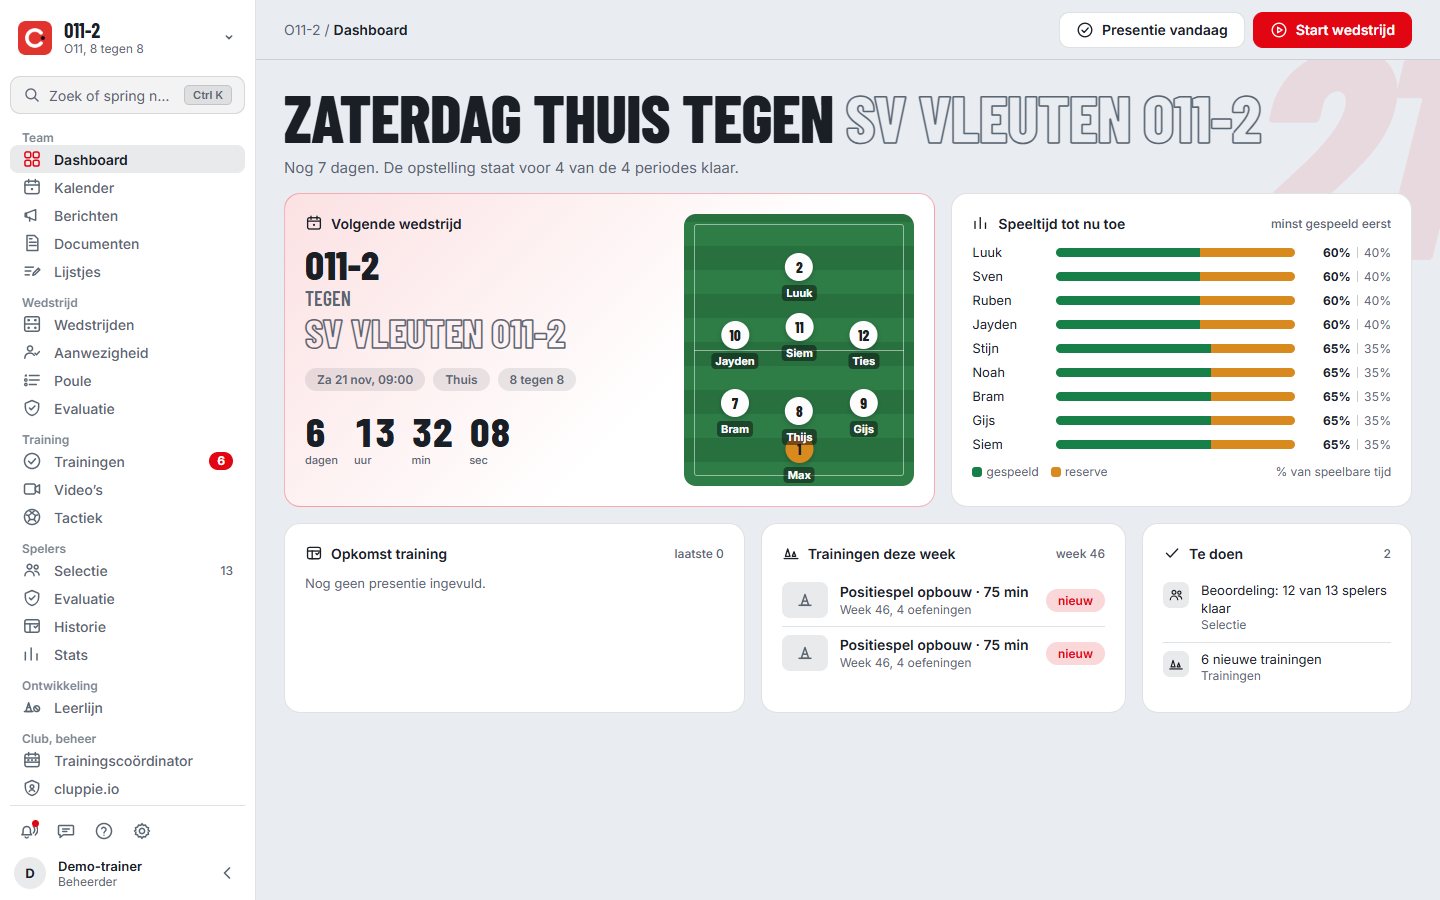 O11-2
O11, 8 tegen 8
Zoek of spring n...
Ctrl K
Team
Dashboard
Kalender
Berichten
Documenten
Lijstjes
Wedstrijd
Wedstrijden
Aanwezigheid
Poule
Evaluatie
Training
Trainingen 6
Video's
Tactiek
Spelers
Selectie 13
Evaluatie
Historie
Stats
Ontwikkeling
Leerlijn
Club, beheer
Trainingscoördinator
cluppie.io
D
Demo-trainer
Beheerder
O11-2 / Dashboard
Presentie vandaag
Start wedstrijd
21
ZATERDAG THUIS TEGEN SV VLEUTEN O11-2
Nog 7 dagen. De opstelling staat voor 4 van de 4 periodes klaar.
Volgende wedstrijd
O11-2
TEGEN
SV VLEUTEN O11-2
Za 21 nov, 09:00
Thuis
8 tegen 8
6 13 32 08
dagen uur min sec
2
Luuk
10
Jayden
11
Siem
12
Ties
7
Bram
8
Thijs
9
Gijs
1
Max
Speeltijd tot nu toe
minst gespeeld eerst
Luuk 60% 40%
Sven 60% 40%
Ruben 60% 40%
Jayden 60% 40%
Stijn 65% 35%
Noah 65% 35%
Bram 65% 35%
Gijs 65% 35%
Siem 65% 35%
gespeeld reserve % van speelbare tijd
Opkomst training
laatste 0
Nog geen presentie ingevuld.
Trainingen deze week
week 46
Positiespel opbouw · 75 min
Week 46, 4 oefeningen
nieuw
Positiespel opbouw · 75 min
Week 46, 4 oefeningen
nieuw
Te doen
2
Beoordeling: 12 van 13 spelers
klaar
Selectie
6 nieuwe trainingen
Trainingen